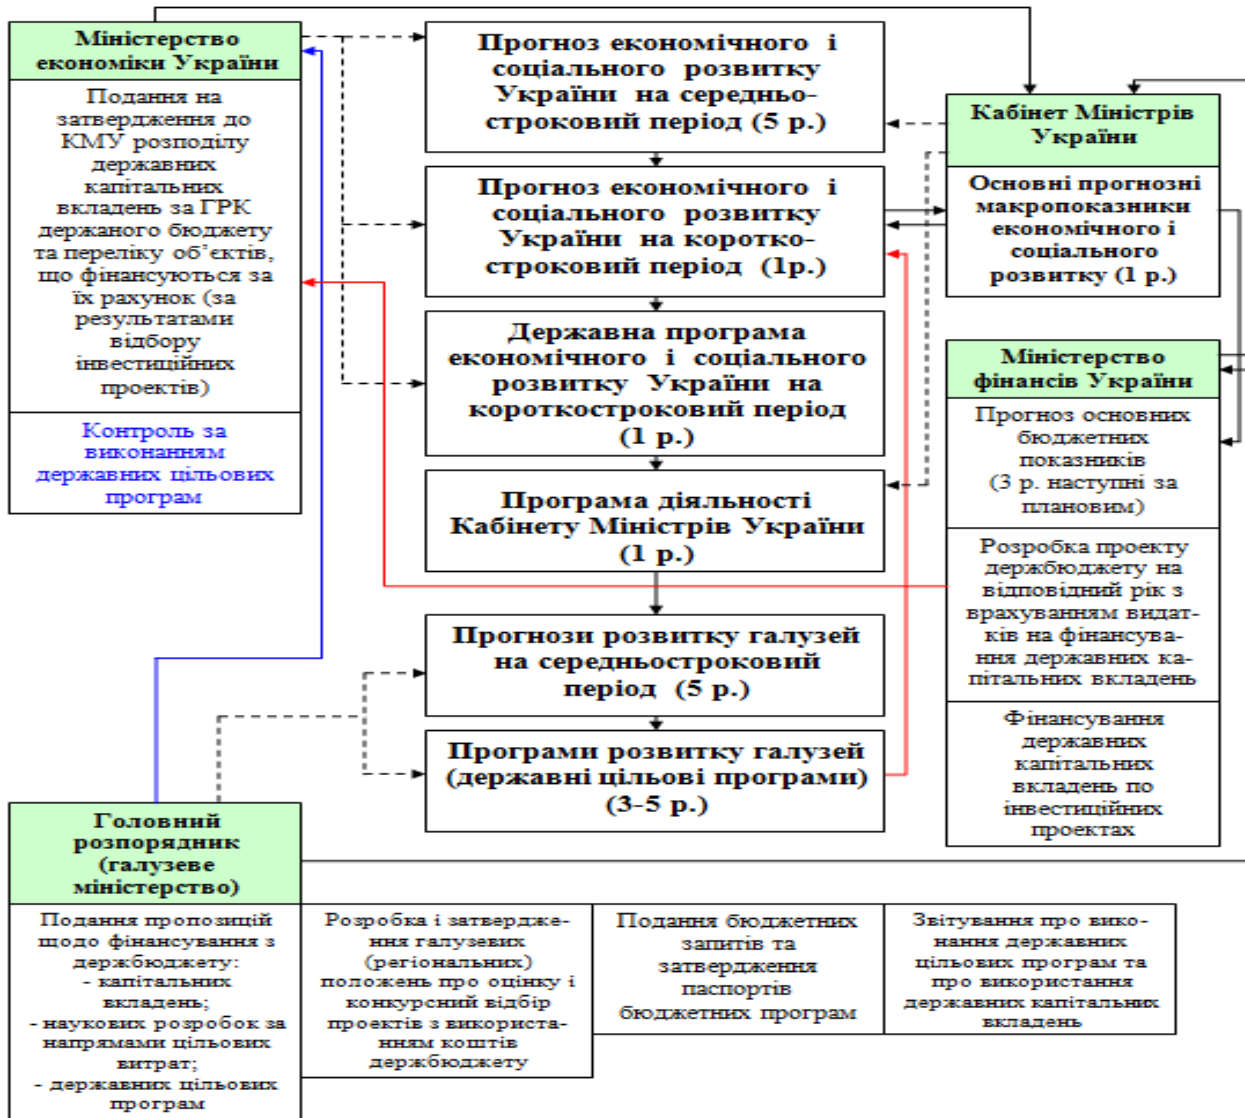 Міністерство
економіки України
Подання на
затвердження до
КМУ розподілу
державних
капітальних
вкладень за ГРК
держаного бюджету
та переліку об’єктів,
що фінансуються за
їх рахунок (за
результатами
відбору
інвестиційних
проектів)
Контроль за
виконанням
державних цільових
програм
Прогноз економічного і
соціального розвитку
України на середньо-
строковий період (5 р.)
Прогноз економічного і
соціального розвитку
України на коротко-
строковий період (1р.)
Державна програма
економічного і соціального
розвитку України на
короткостроковий період
(1 р.)
Програма діяльності
Кабінету Міністрів України
(1 р.)
Прогнози розвитку галузей
на середньостроковий
період (5 р.)
Програми розвитку галузей
(державні цільові програми)
(3-5 р.)
Кабінет Міністрів
України
Основні прогнозні
макропоказники
економічного і
соціального
розвитку (1 р.)
Міністерство
фінансів України
Прогноз основних
бюджетних
показників
(3 р. наступні за
плановим)
Розробка проекту
держбюджету на
відповідний рік з
врахуванням видат-
ків на фінансува-
ння державних ка-
пітальних вкладень
Фінансування
державних
капітальних
вкладень по
інвестиційних
проектах
Головний
розпорядник
(галузеве
міністерство)
Подання пропозицій
щодо фінансування з
держбюджету:
- капітальних
вкладень;
- наукових розробок за
напрямами цільових
витрат;
- державних цільових
програм
Розробка і затвердже-
ння галузевих
(регіональних)
положень про оцінку і
конкурсний відбір
проектів з використа-
нням коштів
держбюджету
Подання бюджетних
запитів та
затвердження
паспортів
бюджетних програм
Звітування про вико-
нання державних
цільових програм та
про використання
державних капітальних
вкладень